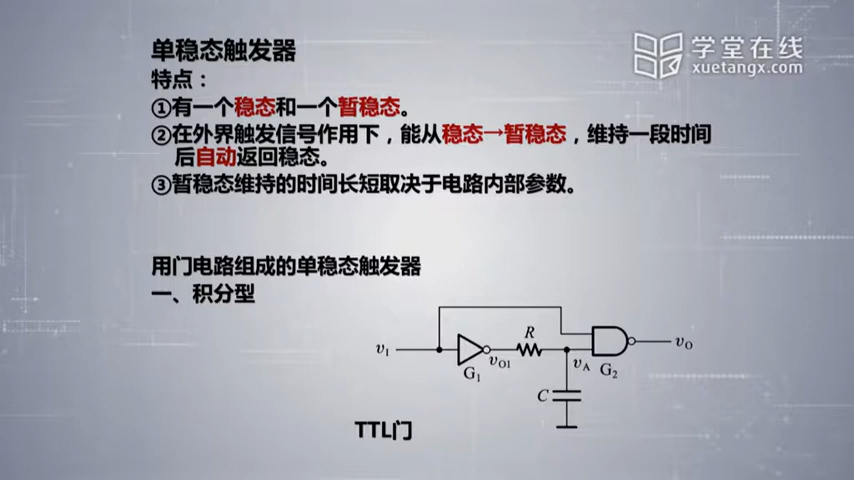 单稳态触发器
学堂在线
xuetangx.com
特点：
①有一个稳态和一个暂稳态。
②在外界触发信号作用下，能从稳态→暂稳态，维持一段时间
后自动返回稳态。
③暂稳态维持的时间长短取决于电路内部参数。
用门电路组成的单稳态触发器
一、积分型
R
υI
υO1
υA
υO
G1
G2
C
TTL门